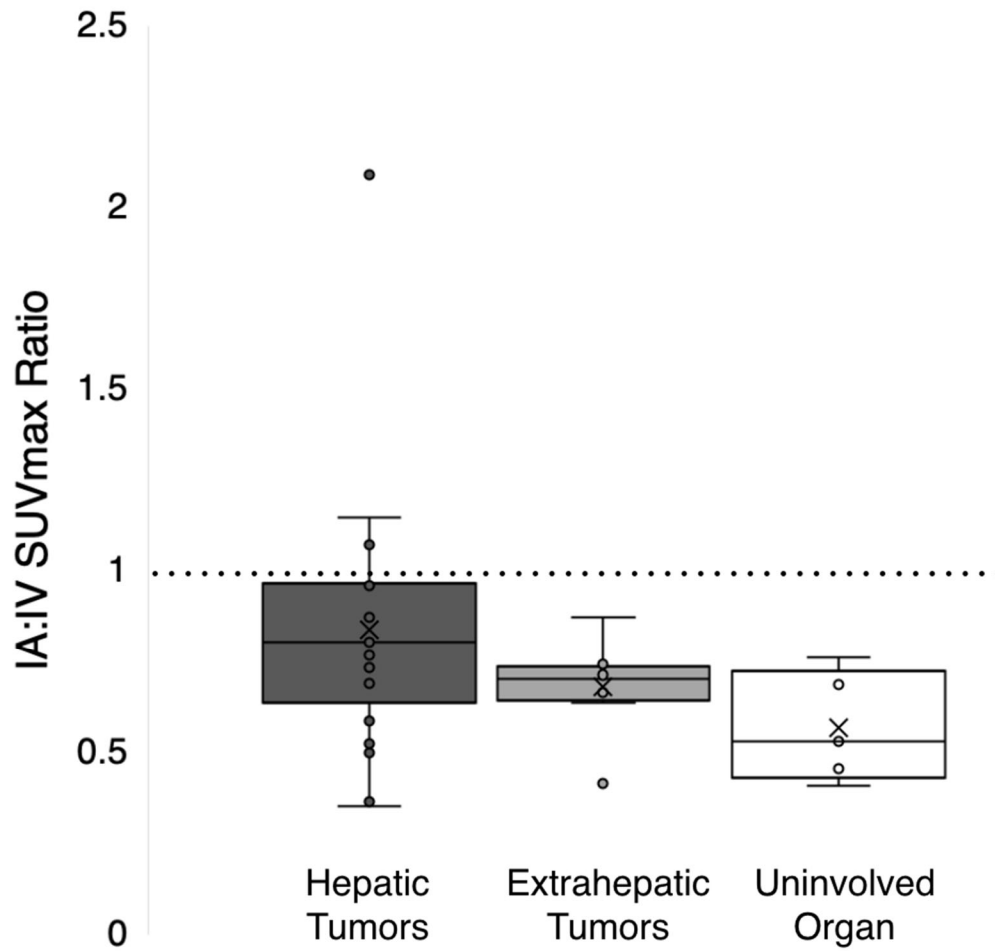 2.5
2
1.5
1
0.5
0
IA:IV SUVmax Ratio
Hepatic
Tumors
Extrahepatic
Tumors
Uninvolved
Organ